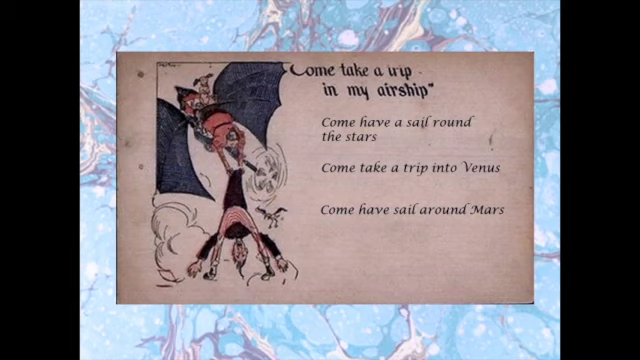 Come take a trip
in my airship"
Come have a sail round
the stars
Come take a trip into Venus
Come have sail around Mars